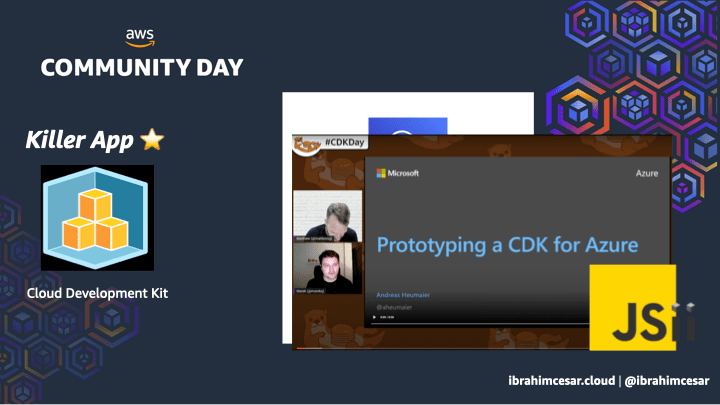 aws
COMMUNITY DAY
Killer App
Cloud Development Kit
#CDKDay
Microsoft
Azure
Prototyping a CDK for Azure
Andreas Heumaier
@aheumaier
JSii
ibrahimcesar.cloud | @ibrahimcesar